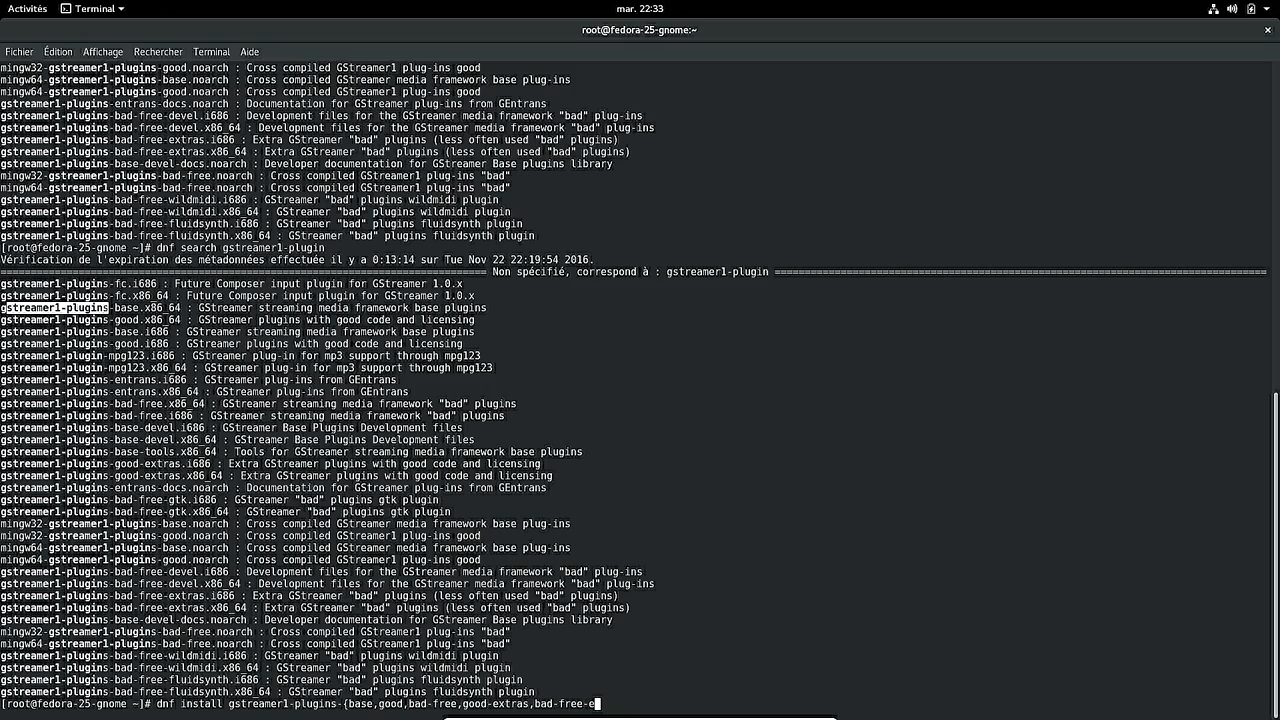 Activités Terminal mar. 22:33
root@fedora-25-gnome:~ ×
Fichier Édition Affichage Rechercher Terminal Aide
mingw32-gstreamer1-plugins-good.noarch : Cross compiled GStreamer1 plug-ins good
mingw64-gstreamer1-plugins-base.noarch : Cross compiled GStreamer media framework base plug-ins
mingw64-gstreamer1-plugins-good.noarch : Cross compiled GStreamer1 plug-ins good
gstreamer1-plugins-entrans-docs.noarch : Documentation for GStreamer plug-ins from GEntrans
gstreamer1-plugins-bad-free-devel.i686 : Development files for the GStreamer media framework "bad" plug-ins
gstreamer1-plugins-bad-free-devel.x86_64 : Development files for the GStreamer media framework "bad" plug-ins
gstreamer1-plugins-bad-free-extras.i686 : Extra GStreamer "bad" plugins (less often used "bad" plugins)
gstreamer1-plugins-bad-free-extras.x86_64 : Extra GStreamer "bad" plugins (less often used "bad" plugins)
gstreamer1-plugins-base-devel-docs.noarch : Developer documentation for GStreamer Base plugins library
mingw32-gstreamer1-plugins-bad-free.noarch : Cross compiled GStreamer1 plug-ins "bad"
mingw64-gstreamer1-plugins-bad-free.noarch : Cross compiled GStreamer1 plug-ins "bad"
gstreamer1-plugins-bad-free-wildmidi.i686 : GStreamer "bad" plugins wildmidi plugin
gstreamer1-plugins-bad-free-wildmidi.x86_64 : GStreamer "bad" plugins wildmidi plugin
gstreamer1-plugins-bad-free-fluidsynth.i686 : GStreamer "bad" plugins fluidsynth plugin
gstreamer1-plugins-bad-free-fluidsynth.x86_64 : GStreamer "bad" plugins fluidsynth plugin
[root@fedora-25-gnome ~]# dnf search gstreamer1-plugin
Vérification de l'expiration des métadonnées effectuée il y a 0:13:14 sur Tue Nov 22 22:19:54 2016.
Non spécifié, correspond à : gstreamer1-plugin
gstreamer1-plugins-fc.i686 : Future Composer input plugin for GStreamer 1.0.x
gstreamer1-plugins-fc.x86_64 : Future Composer input plugin for GStreamer 1.0.x
gstreamer1-plugins-base.x86_64 : GStreamer streaming media framework base plugins
gstreamer1-plugins-good.x86_64 : GStreamer plugins with good code and licensing
gstreamer1-plugins-base.i686 : GStreamer streaming media framework base plugins
gstreamer1-plugins-good.i686 : GStreamer plugins with good code and licensing
gstreamer1-plugin-mpg123.i686 : GStreamer plug-in for mp3 support through mpg123
gstreamer1-plugin-mpg123.x86_64 : GStreamer plug-in for mp3 support through mpg123
gstreamer1-plugins-entrans.i686 : GStreamer plug-ins from GEntrans
gstreamer1-plugins-entrans.x86_64 : GStreamer plug-ins from GEntrans
gstreamer1-plugins-bad-free.x86_64 : GStreamer streaming media framework "bad" plugins
gstreamer1-plugins-bad-free.i686 : GStreamer streaming media framework "bad" plugins
gstreamer1-plugins-base-devel.i686 : GStreamer Base Plugins Development files
gstreamer1-plugins-base-devel.x86_64 : GStreamer Base Plugins Development files
gstreamer1-plugins-base-tools.x86_64 : Tools for GStreamer streaming media framework base plugins
gstreamer1-plugins-good-extras.i686 : Extra GStreamer plugins with good code and licensing
gstreamer1-plugins-good-extras.x86_64 : Extra GStreamer plugins with good code and licensing
gstreamer1-plugins-entrans-docs.noarch : Documentation for GStreamer plug-ins from GEntrans
gstreamer1-plugins-bad-free-gtk.i686 : GStreamer "bad" plugins gtk plugin
gstreamer1-plugins-bad-free-gtk.x86_64 : GStreamer "bad" plugins gtk plugin
mingw32-gstreamer1-plugins-base.noarch : Cross compiled GStreamer media framework base plug-ins
mingw32-gstreamer1-plugins-good.noarch : Cross compiled GStreamer1 plug-ins good
mingw64-gstreamer1-plugins-base.noarch : Cross compiled GStreamer media framework base plug-ins
mingw64-gstreamer1-plugins-good.noarch : Cross compiled GStreamer1 plug-ins good
gstreamer1-plugins-bad-free-devel.i686 : Development files for the GStreamer media framework "bad" plug-ins
gstreamer1-plugins-bad-free-devel.x86_64 : Development files for the GStreamer media framework "bad" plug-ins
gstreamer1-plugins-bad-free-extras.i686 : Extra GStreamer "bad" plugins (less often used "bad" plugins)
gstreamer1-plugins-bad-free-extras.x86_64 : Extra GStreamer "bad" plugins (less often used "bad" plugins)
gstreamer1-plugins-base-devel-docs.noarch : Developer documentation for GStreamer Base plugins library
mingw32-gstreamer1-plugins-bad-free.noarch : Cross compiled GStreamer1 plug-ins "bad"
mingw64-gstreamer1-plugins-bad-free.noarch : Cross compiled GStreamer1 plug-ins "bad"
gstreamer1-plugins-bad-free-wildmidi.i686 : GStreamer "bad" plugins wildmidi plugin
gstreamer1-plugins-bad-free-wildmidi.x86_64 : GStreamer "bad" plugins wildmidi plugin
gstreamer1-plugins-bad-free-fluidsynth.i686 : GStreamer "bad" plugins fluidsynth plugin
gstreamer1-plugins-bad-free-fluidsynth.x86_64 : GStreamer "bad" plugins fluidsynth plugin
[root@fedora-25-gnome ~]# dnf install gstreamer1-plugins-{base,good,bad-free,good-extras,bad-free-e